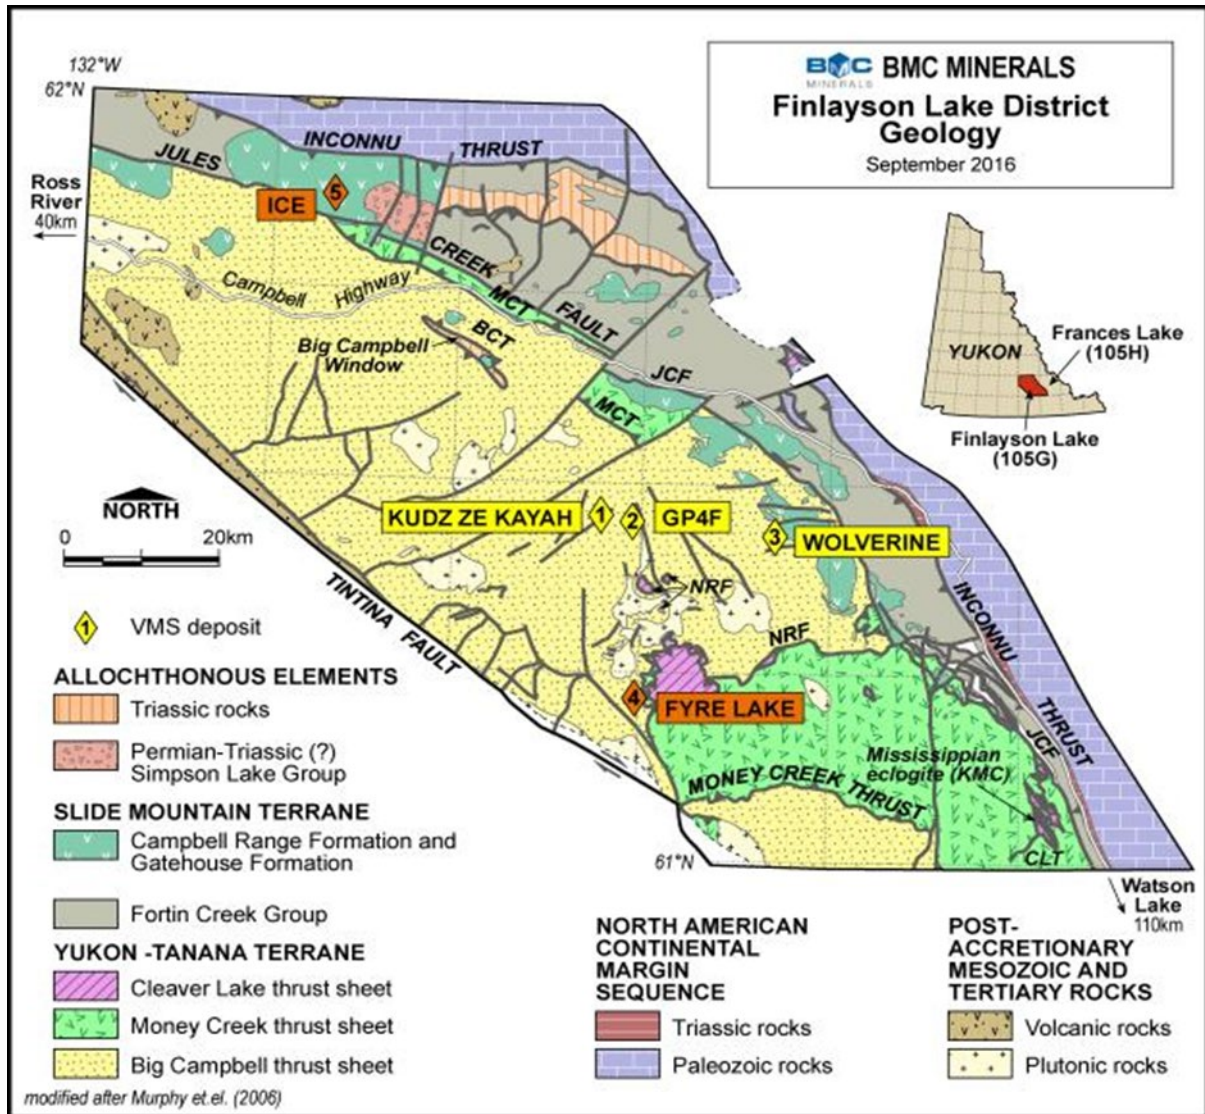 132°W
62°N
BMC MINERALS
MINERALS
Finlayson Lake District
Geology
September 2016
INCONNU THRUST
JULES CREEK FAULT
Ross
River
40km
ICE
5
Campbell Highway
MCT
BCT
Big Campbell
Window
JCF
MCT
YUKON
Frances Lake
(105H)
Finlayson Lake
(105G)
NORTH
0 20km
KUDZ ZE KAYAH
1
2
GP4F
3
WOLVERINE
NRF
NRF
TINTINA FAULT
INCONNU THRUST
JCF
4
FYRE LAKE
Mississippian
eclogite (KMC)
MONEY CREEK THRUST
CLT
61°N
Watson
Lake
110km
1 VMS deposit
ALLOCHTHONOUS ELEMENTS
Triassic rocks
Permian-Triassic (?)
Simpson Lake Group
SLIDE MOUNTAIN TERRANE
Campbell Range Formation and
Gatehouse Formation
Fortin Creek Group
YUKON -TANANA TERRANE
Cleaver Lake thrust sheet
Money Creek thrust sheet
Big Campbell thrust sheet
NORTH AMERICAN
CONTINENTAL
MARGIN
SEQUENCE
Triassic rocks
Paleozoic rocks
POST-
ACCRETIONARY
MESOZOIC AND
TERTIARY ROCKS
Volcanic rocks
Plutonic rocks
modified after Murphy et.el. (2006)